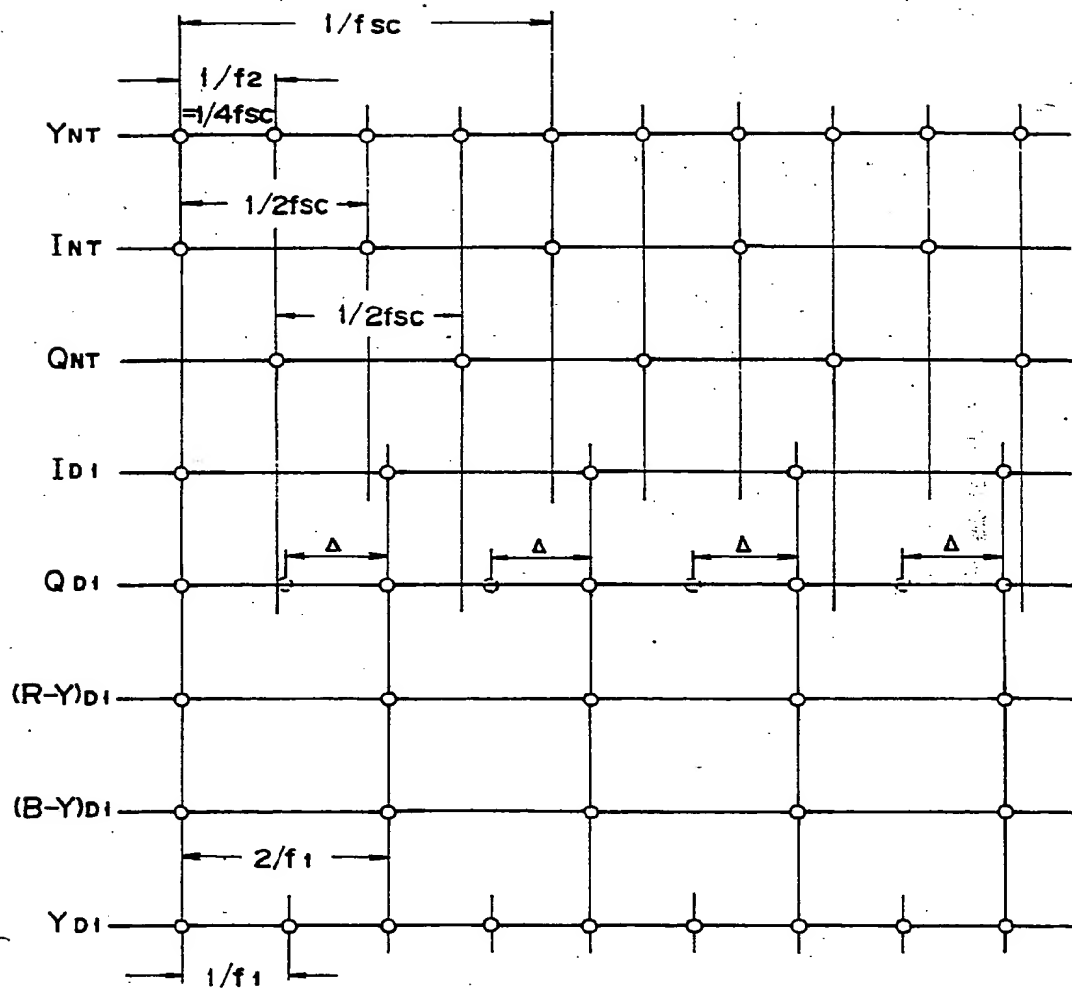 1/fsc
1/f2
=1/4fsc
YNT
1/2fsc
INT
1/2fsc
QNT
ID1
Δ Δ Δ Δ
QD1
(R-Y)D1
(B-Y)D1
2/f1
YD1
1/f1